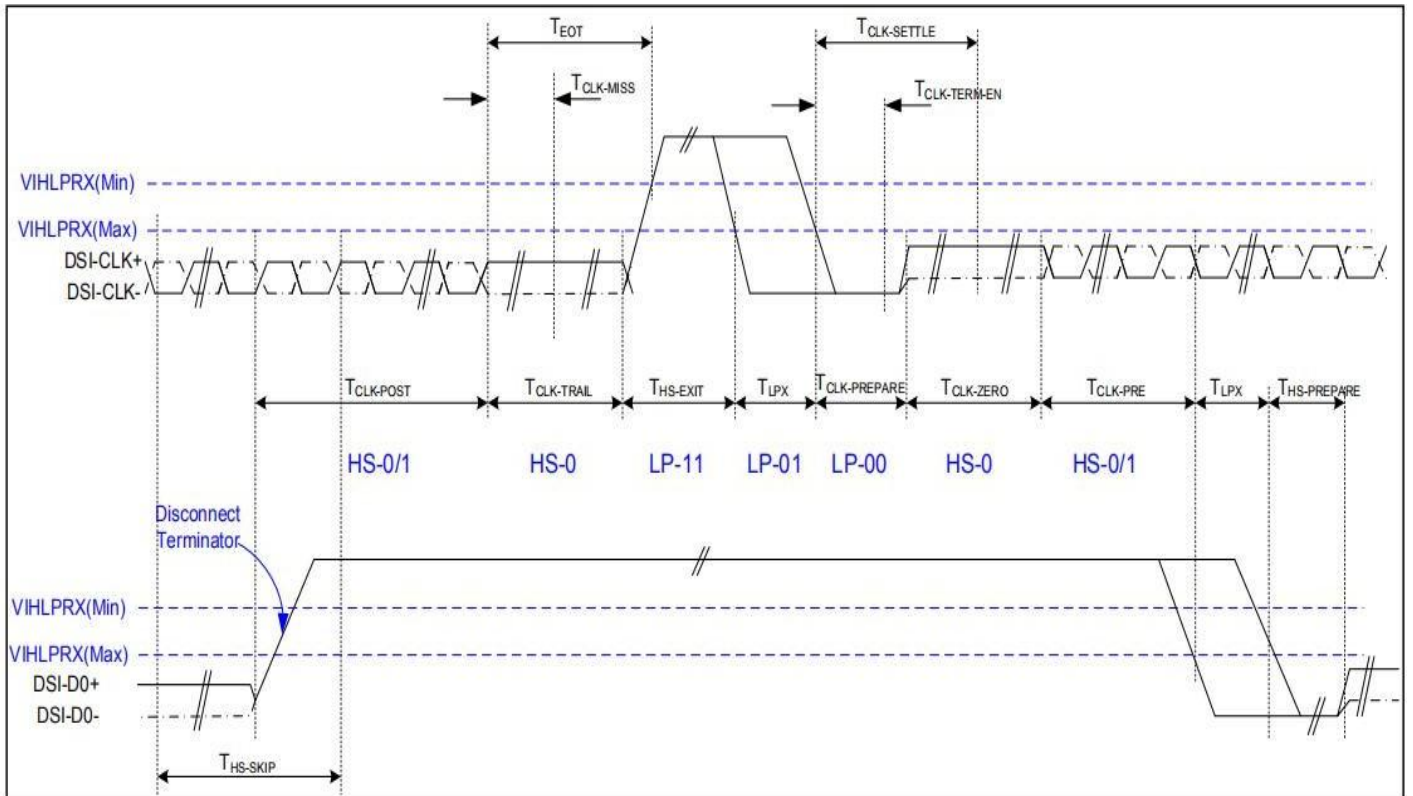 TEOT
TCLK-SETTLE
TCLK-MISS
TCLK-TERM-EN
VIHLPRX(Min)
VIHLPRX(Max)
DSI-CLK+
DSI-CLK-
TCLK-POST
TCLK-TRAIL
THS-EXIT
TLPX
TCLK-PREPARE
TCLK-ZERO
TCLK-PRE
TLPX
THS-PREPARE
HS-0/1
HS-0
LP-11
LP-01
LP-00
HS-0
HS-0/1
Disconnect
Terminator
VIHLPRX(Min)
VIHLPRX(Max)
DSI-D0+
DSI-D0-
THS-SKIP